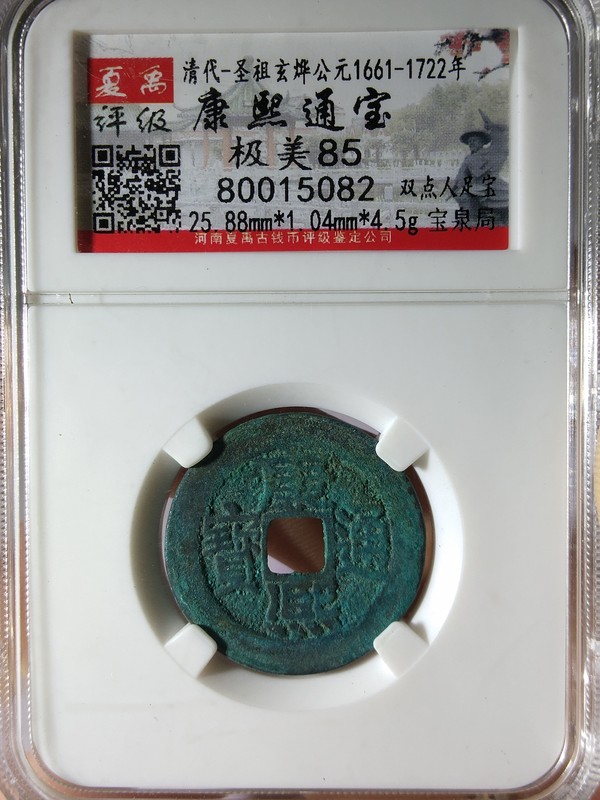 夏禹
评级
清代-圣祖玄烨公元1661-1722年
康熙通宝
极美85
80015082 双点人足宝
25.88mm*1.04mm*4.5g 宝泉局
河南夏禹古钱币评级鉴定公司
康熙通寶